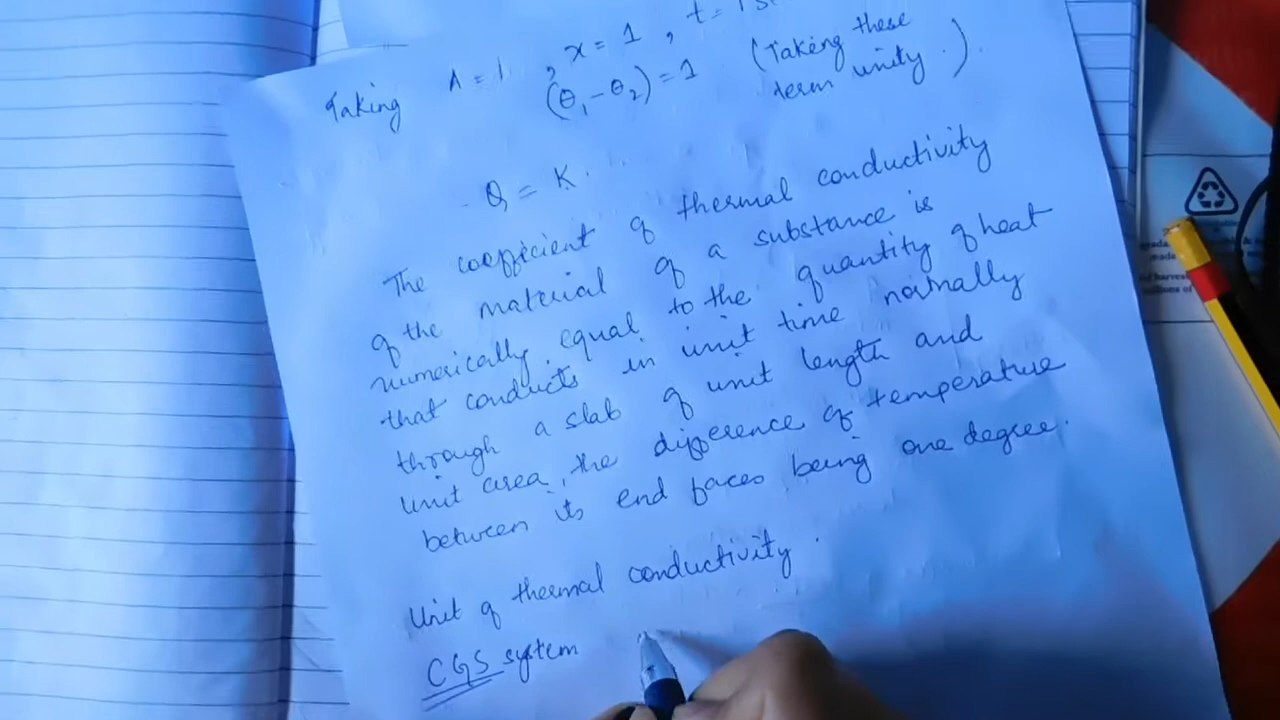 Taking A = 1, x = 1, t = 1
(θ₁-θ₂) = 1 (Taking these
term unity.).
Q = K.
The coefficient of thermal conductivity
of the material of a substance is
numerically equal to the quantity of heat
that conducts in unit time normally
through a slab of unit length and
unit area, the difference of temperature
between its end faces being one degree.
Unit of thermal conductivity.
CGS system